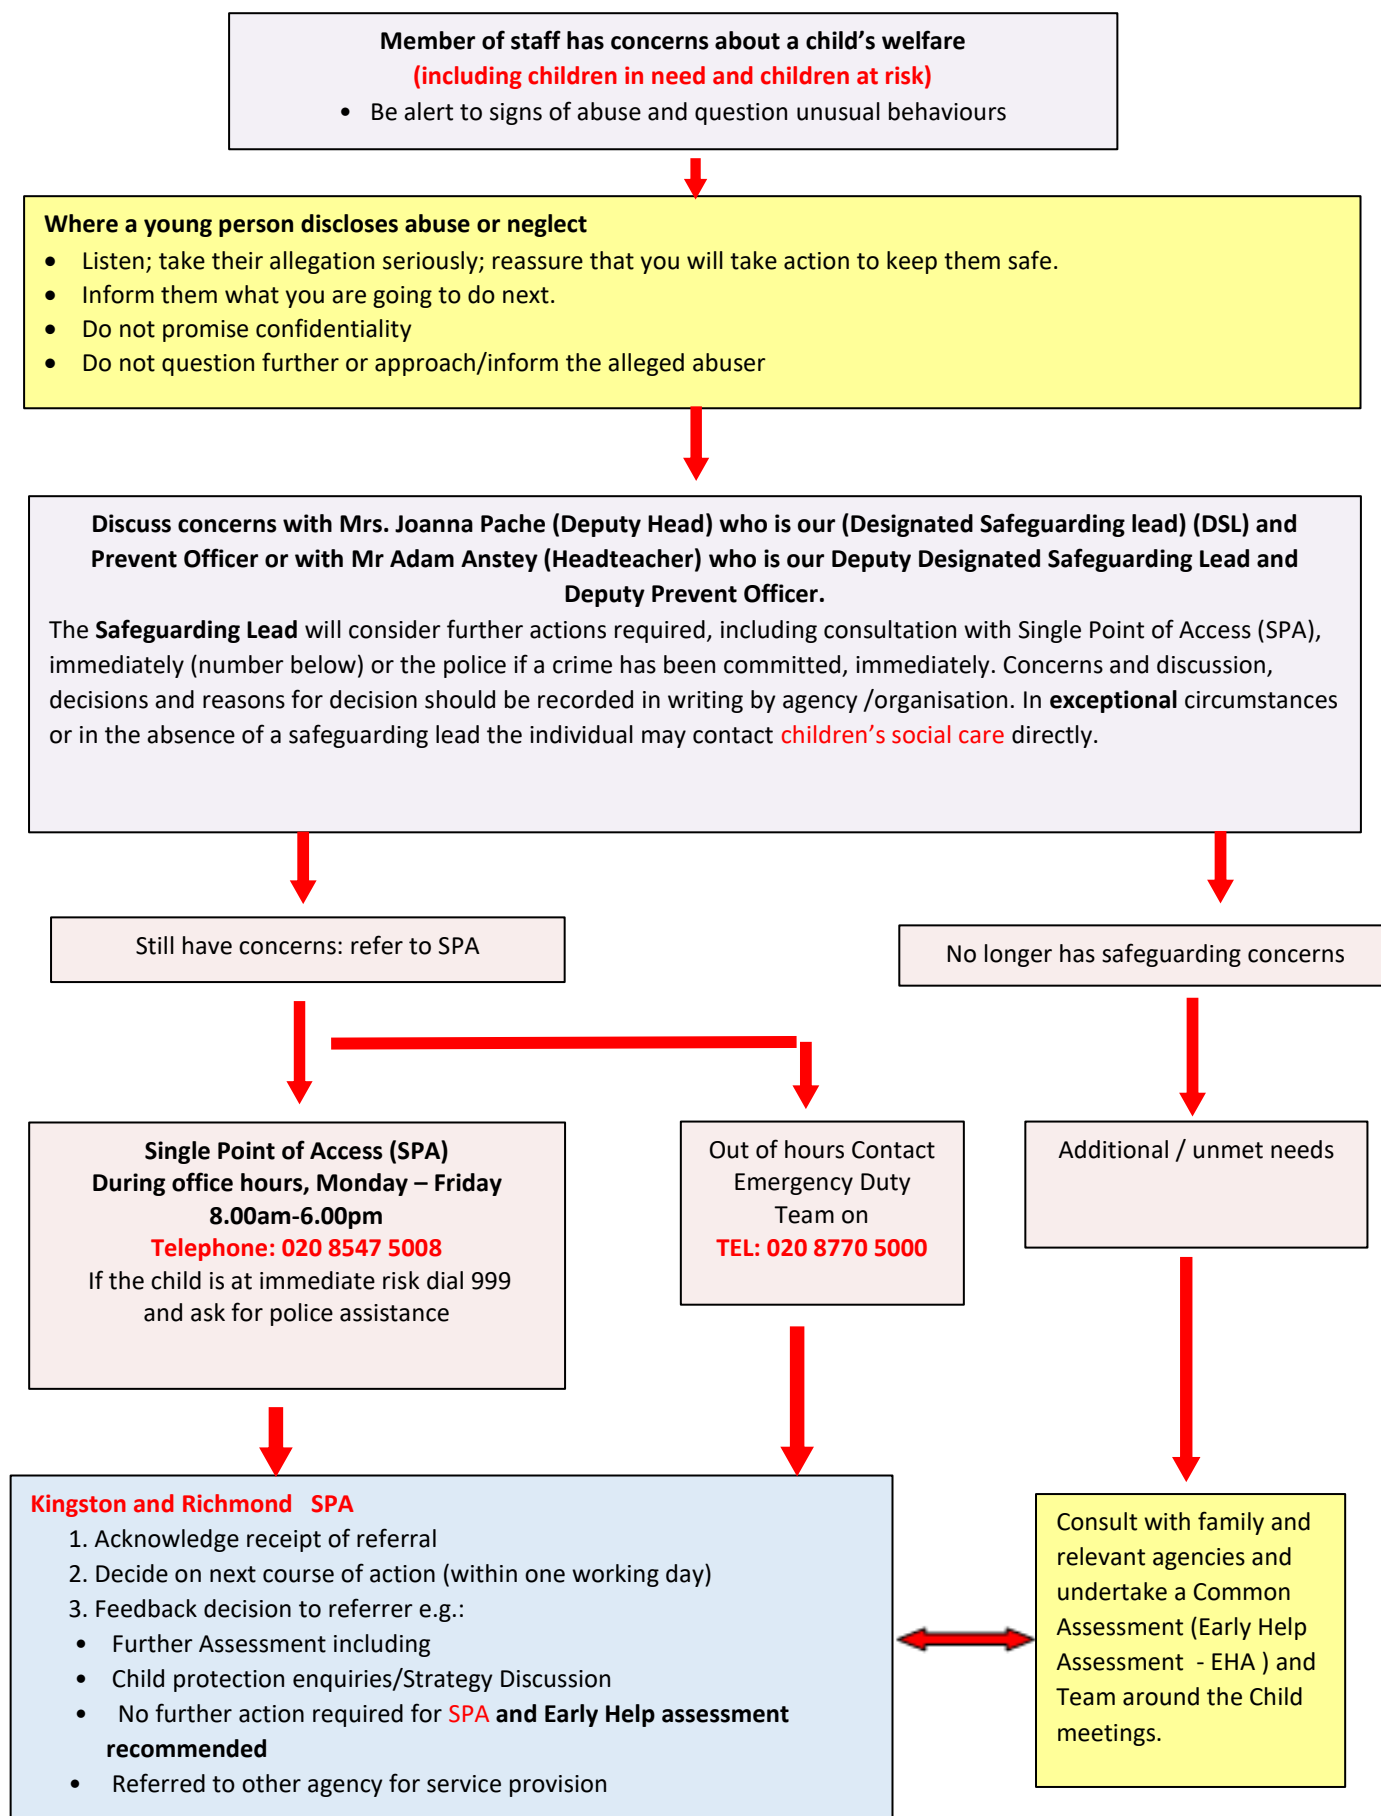 Member of staff has concerns about a child’s welfare
(including children in need and children at risk)
• Be alert to signs of abuse and question unusual behaviours
Where a young person discloses abuse or neglect
• Listen; take their allegation seriously; reassure that you will take action to keep them safe.
• Inform them what you are going to do next.
• Do not promise confidentiality
• Do not question further or approach/inform the alleged abuser
Discuss concerns with Mrs. Joanna Pache (Deputy Head) who is our (Designated Safeguarding lead) (DSL) and
Prevent Officer or with Mr Adam Anstey (Headteacher) who is our Deputy Designated Safeguarding Lead and
Deputy Prevent Officer.
The Safeguarding Lead will consider further actions required, including consultation with Single Point of Access (SPA),
immediately (number below) or the police if a crime has been committed, immediately. Concerns and discussion,
decisions and reasons for decision should be recorded in writing by agency /organisation. In exceptional circumstances
or in the absence of a safeguarding lead the individual may contact children’s social care directly.
Still have concerns: refer to SPA
No longer has safeguarding concerns
Single Point of Access (SPA)
During office hours, Monday – Friday
8.00am-6.00pm
Telephone: 020 8547 5008
If the child is at immediate risk dial 999
and ask for police assistance
Out of hours Contact
Emergency Duty
Team on
TEL: 020 8770 5000
Additional / unmet needs
Kingston and Richmond SPA
1. Acknowledge receipt of referral
2. Decide on next course of action (within one working day)
3. Feedback decision to referrer e.g.:
• Further Assessment including
• Child protection enquiries/Strategy Discussion
• No further action required for SPA and Early Help assessment
recommended
• Referred to other agency for service provision
Consult with family and
relevant agencies and
undertake a Common
Assessment (Early Help
Assessment - EHA ) and
Team around the Child
meetings.